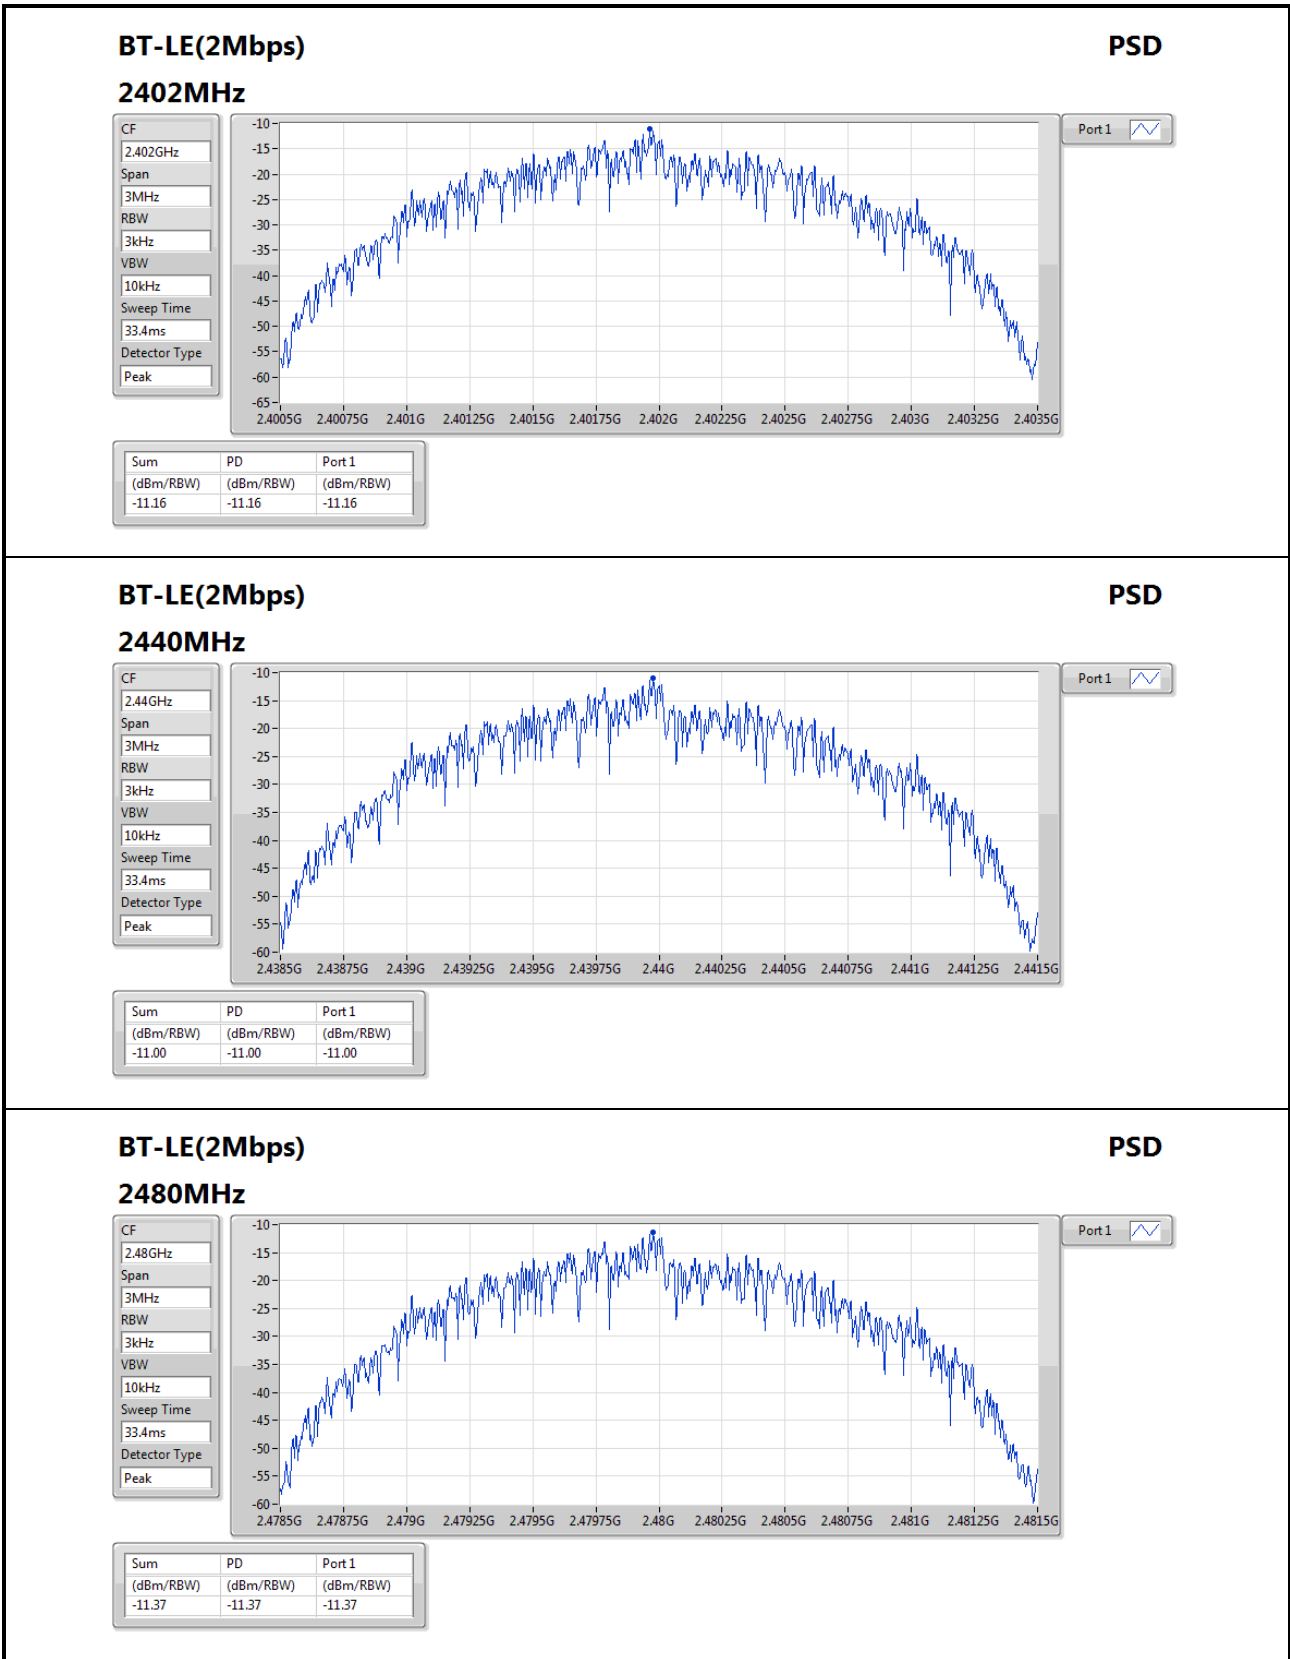 BT-LE(2Mbps) PSD
2402MHz
CF
2.402GHz
Span
3MHz
RBW
3kHz
VBW
10kHz
Sweep Time
33.4ms
Detector Type
Peak
-10
-15
-20
-25
-30
-35
-40
-45
-50
-55
-60
-65
2.4005G 2.40075G 2.401G 2.40125G 2.4015G 2.40175G 2.402G 2.40225G 2.4025G 2.40275G 2.403G 2.40325G 2.4035G
Port 1
Sum PD Port 1
(dBm/RBW) (dBm/RBW) (dBm/RBW)
-11.16 -11.16 -11.16
BT-LE(2Mbps) PSD
2440MHz
CF
2.44GHz
Span
3MHz
RBW
3kHz
VBW
10kHz
Sweep Time
33.4ms
Detector Type
Peak
-10
-15
-20
-25
-30
-35
-40
-45
-50
-55
-60
2.4385G 2.43875G 2.439G 2.43925G 2.4395G 2.43975G 2.44G 2.44025G 2.4405G 2.44075G 2.441G 2.44125G 2.4415G
Port 1
Sum PD Port 1
(dBm/RBW) (dBm/RBW) (dBm/RBW)
-11.00 -11.00 -11.00
BT-LE(2Mbps) PSD
2480MHz
CF
2.48GHz
Span
3MHz
RBW
3kHz
VBW
10kHz
Sweep Time
33.4ms
Detector Type
Peak
-10
-15
-20
-25
-30
-35
-40
-45
-50
-55
-60
2.4785G 2.47875G 2.479G 2.47925G 2.4795G 2.47975G 2.48G 2.48025G 2.4805G 2.48075G 2.481G 2.48125G 2.4815G
Port 1
Sum PD Port 1
(dBm/RBW) (dBm/RBW) (dBm/RBW)
-11.37 -11.37 -11.37